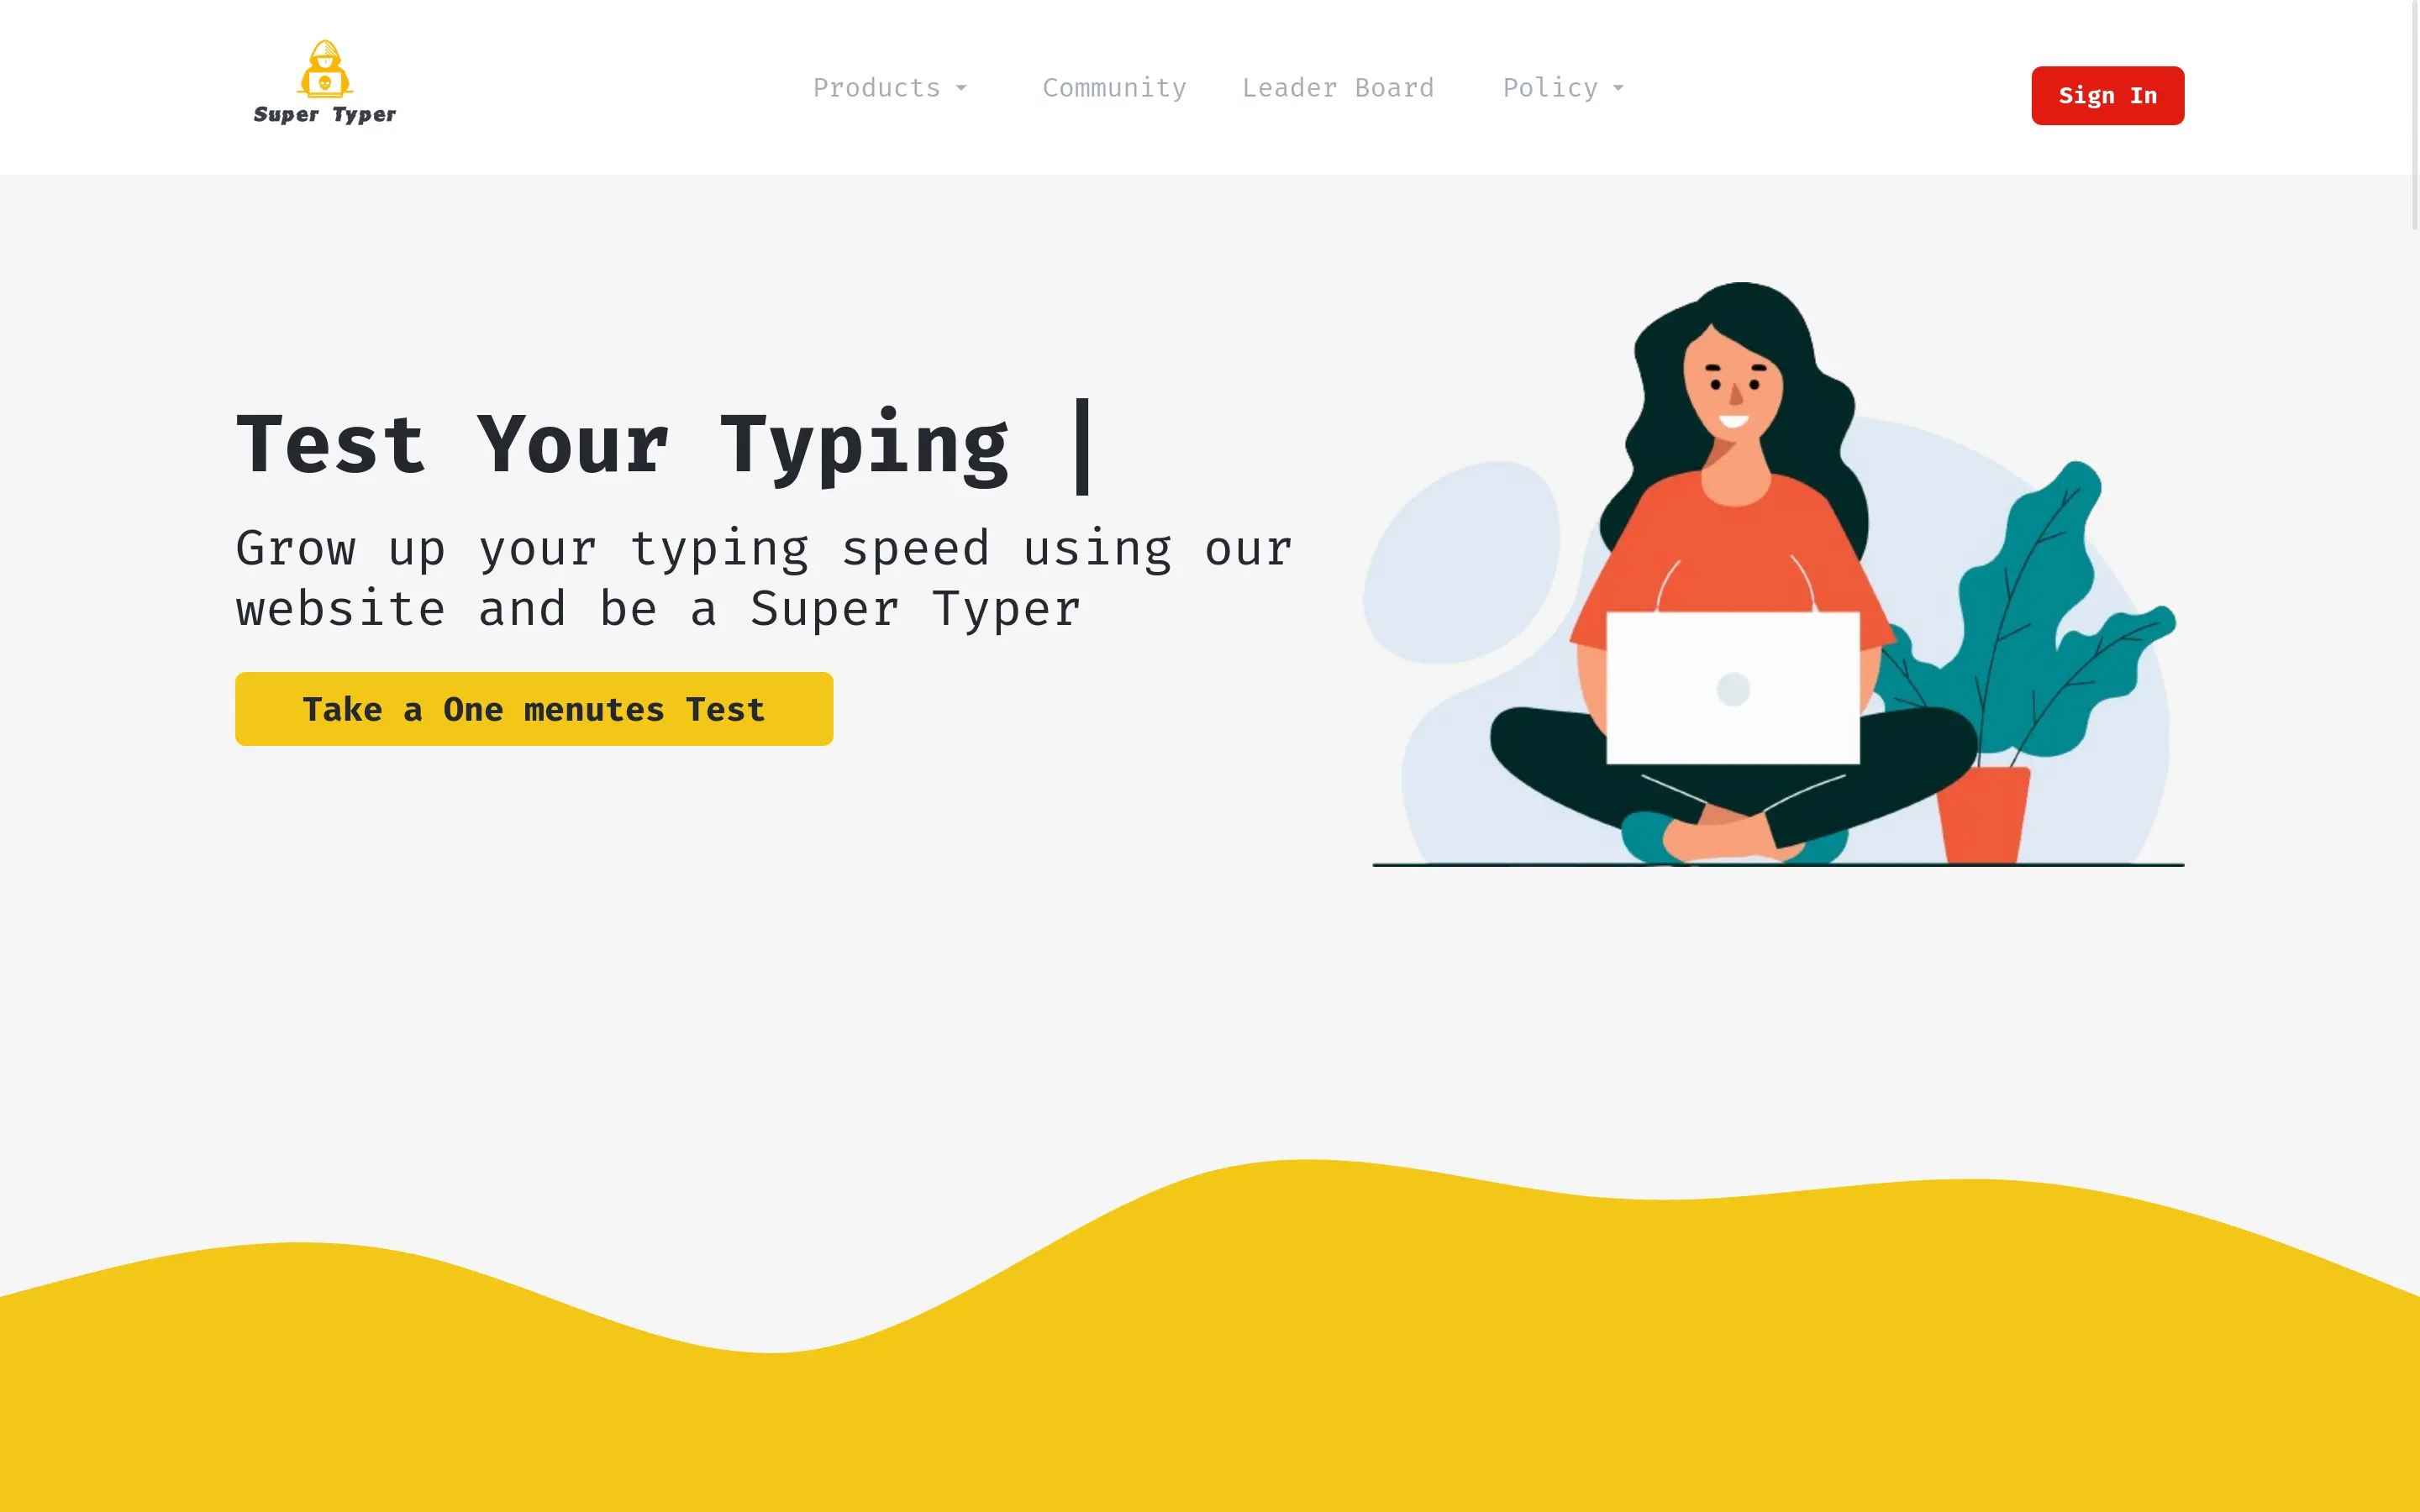 Super Typer
Products
Community
Leader Board
Policy
Sign In
Test Your Typing |
Grow up your typing speed using our
website and be a Super Typer
Take a One menutes Test